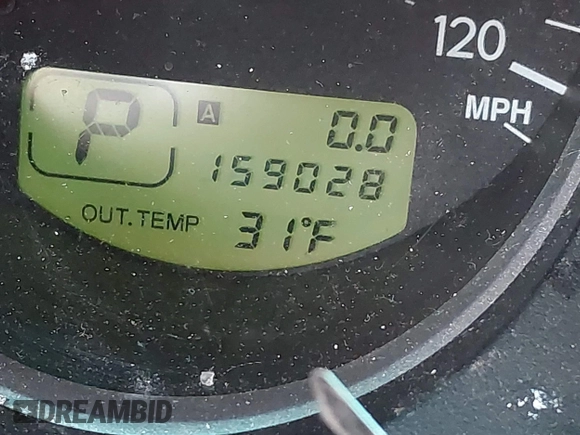 120
MPH
P
A 0.0
159028
OUT.TEMP 31°F
DREAMBID